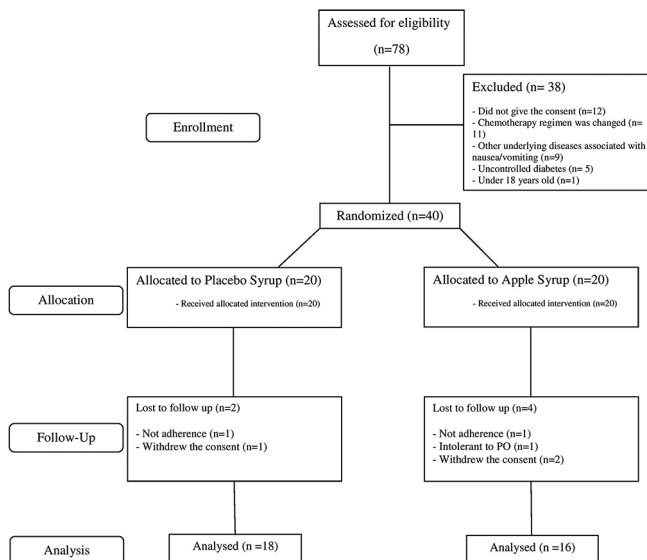 Assessed for eligibility
(n=78)
Excluded (n= 38)
- Did not give the consent (n=12)
- Chemotherapy regimen was changed (n=
11)
- Other underlying diseases associated with
nausea/vomiting (n=9)
- Uncontrolled diabetes (n= 5)
- Under 18 years old (n=1)
Enrollment
Randomized (n=40)
Allocation
Allocated to Placebo Syrup (n=20)
- Received allocated intervention (n=20)
Allocated to Apple Syrup (n=20)
- Received allocated intervention (n=20)
Follow-Up
Lost to follow up (n=2)
- Not adherence (n=1)
- Withdrew the consent (n=1)
Lost to follow up (n=4)
- Not adherence (n=1)
- Intolerant to PO (n=1)
- Withdrew the consent (n=2)
Analysis
Analysed (n =18)
Analysed (n =16)